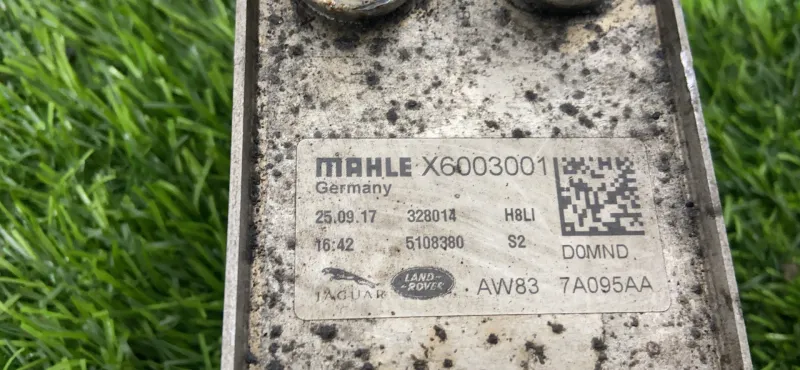 MAHLE X6003001
Germany
25.09.17 328014 H8LI
16:42 5108380 S2
D0MND
JAGUAR LAND-ROVER AW83 7A095AA